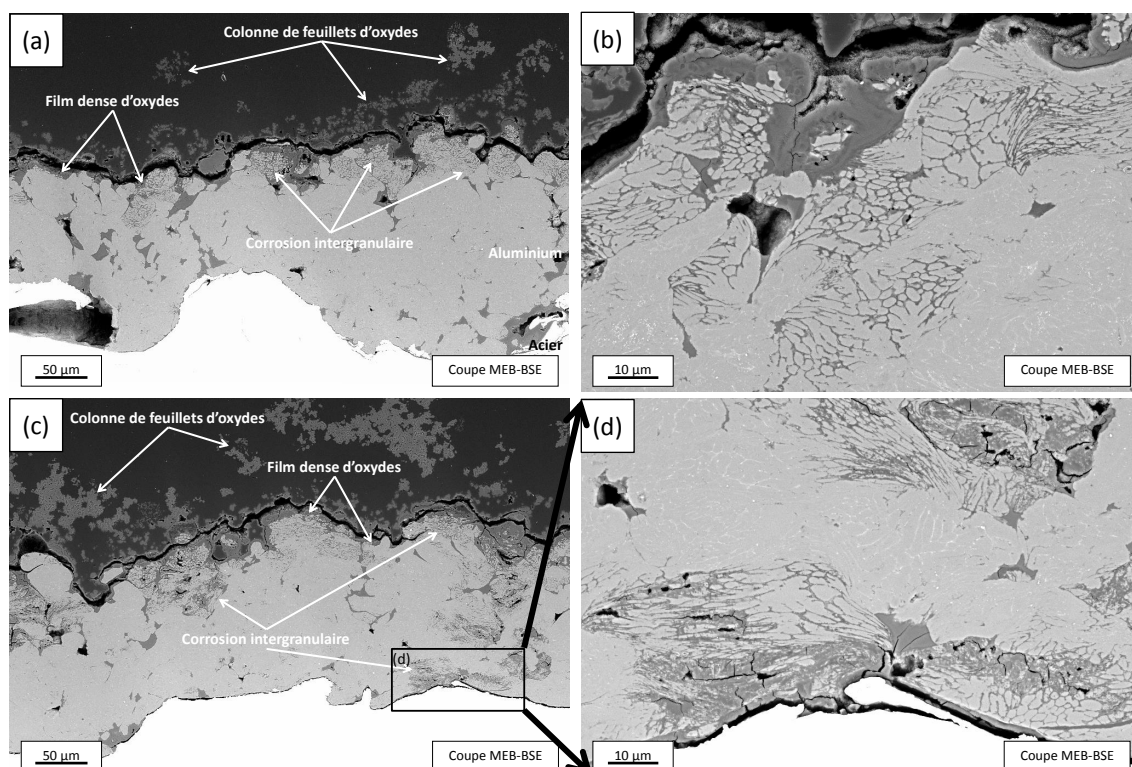 (a)
Colonne de feuillets d'oxydes
Film dense d'oxydes
Corrosion intergranulaire
Aluminium
Acier
50 µm
Coupe MEB-BSE
(b)
10 µm
Coupe MEB-BSE
(c)
Colonne de feuillets d'oxydes
Film dense d'oxydes
Corrosion intergranulaire
(d)
50 µm
Coupe MEB-BSE
(d)
10 µm
Coupe MEB-BSE